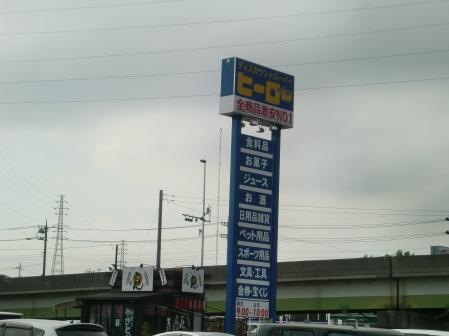 ディスカウントスーパー
ヒーロー
全商品激安NO.1
食料品
お菓子
ジュース
お酒
日用品雑貨
ペット用品
スポーツ用品
文具・工具
金券・宝くじ
9:00~10:00